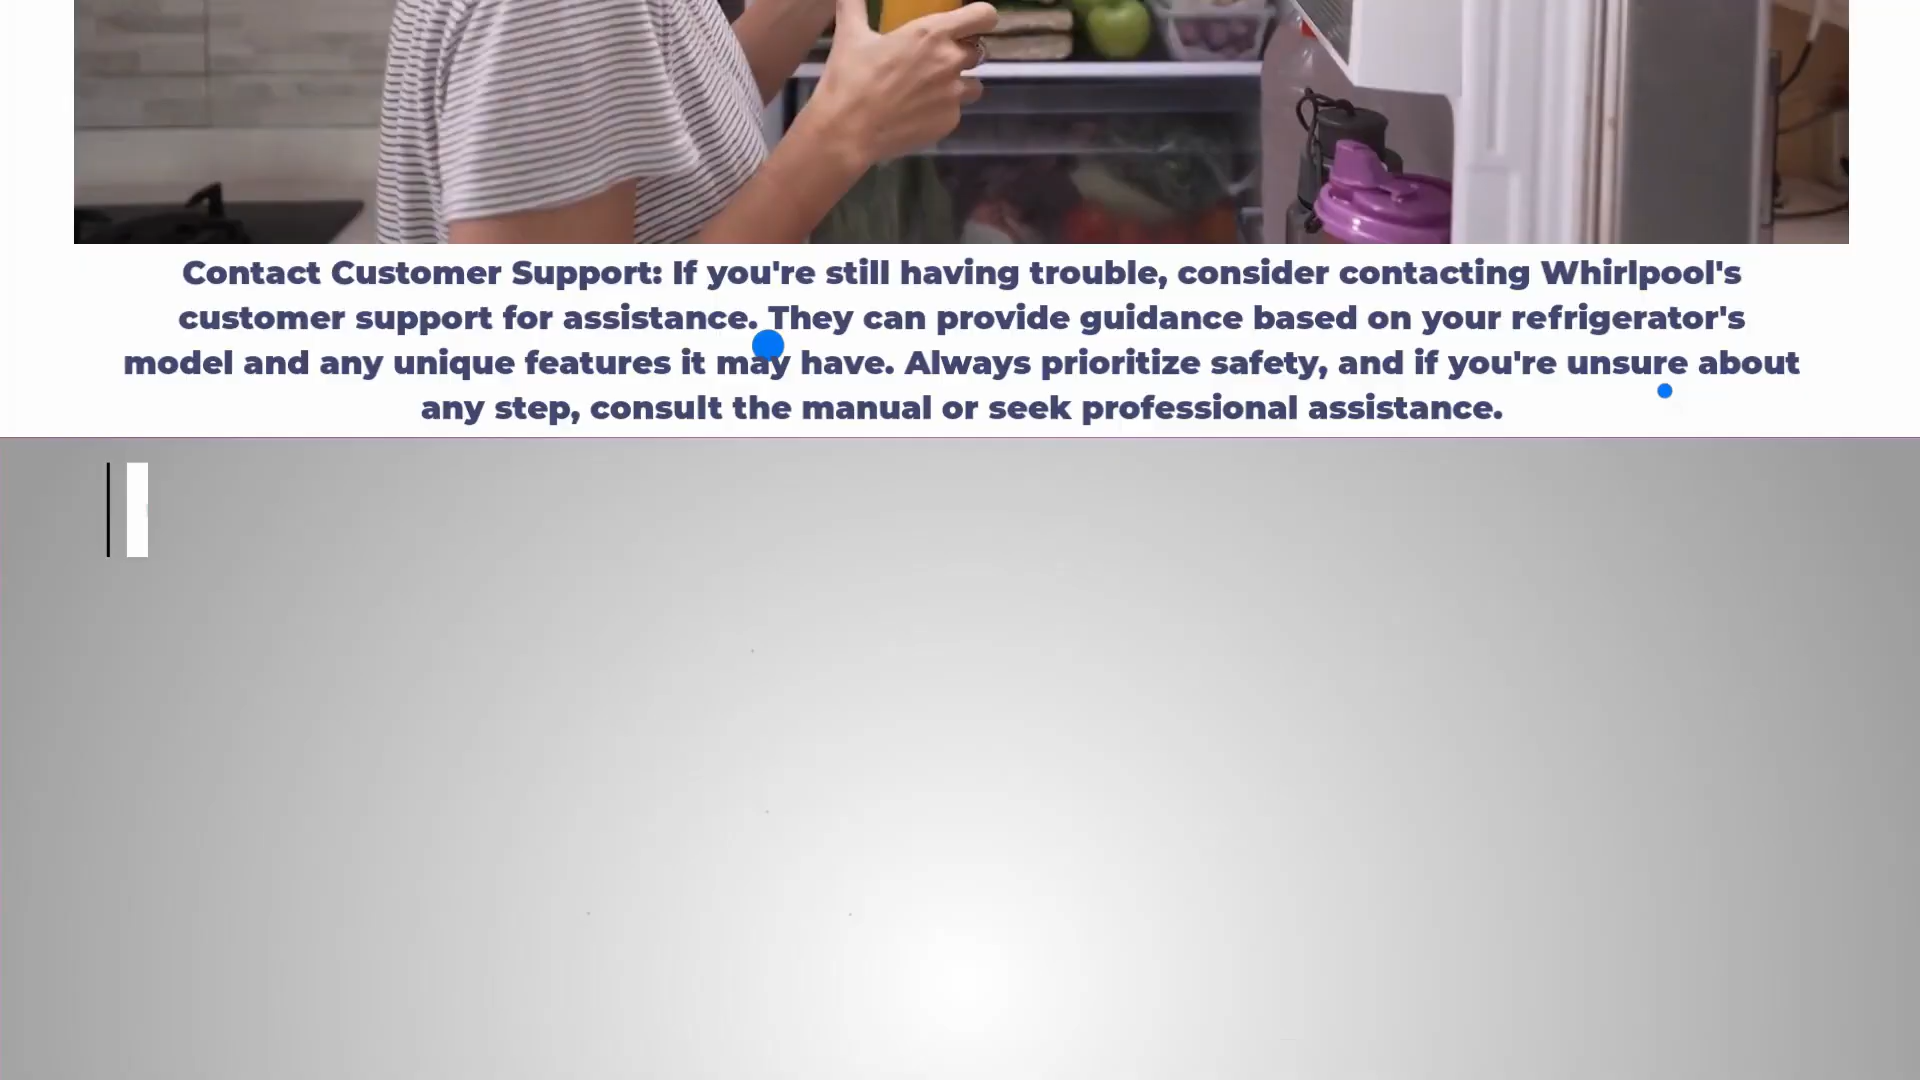 Contact Customer Support: If you're still having trouble, consider contacting Whirlpool's
customer support for assistance. They can provide guidance based on your refrigerator's
model and any unique features it may have. Always prioritize safety, and if you're unsure about
any step, consult the manual or seek professional assistance.